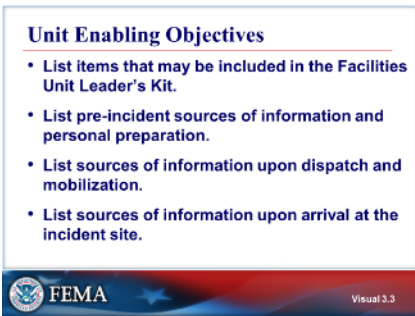 Unit Enabling Objectives
• List items that may be included in the Facilities
Unit Leader's Kit.
• List pre-incident sources of information and
personal preparation.
• List sources of information upon dispatch and
mobilization.
• List sources of information upon arrival at the
incident site.
FEMA
Visual 3.3